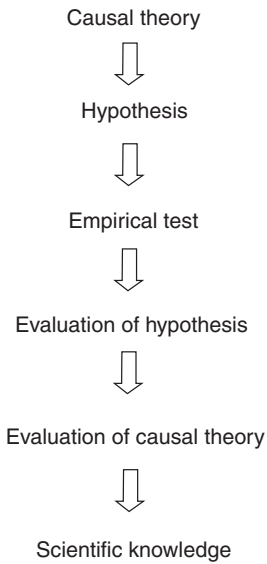 Causal theory
Hypothesis
Empirical test
Evaluation of hypothesis
Evaluation of causal theory
Scientific knowledge